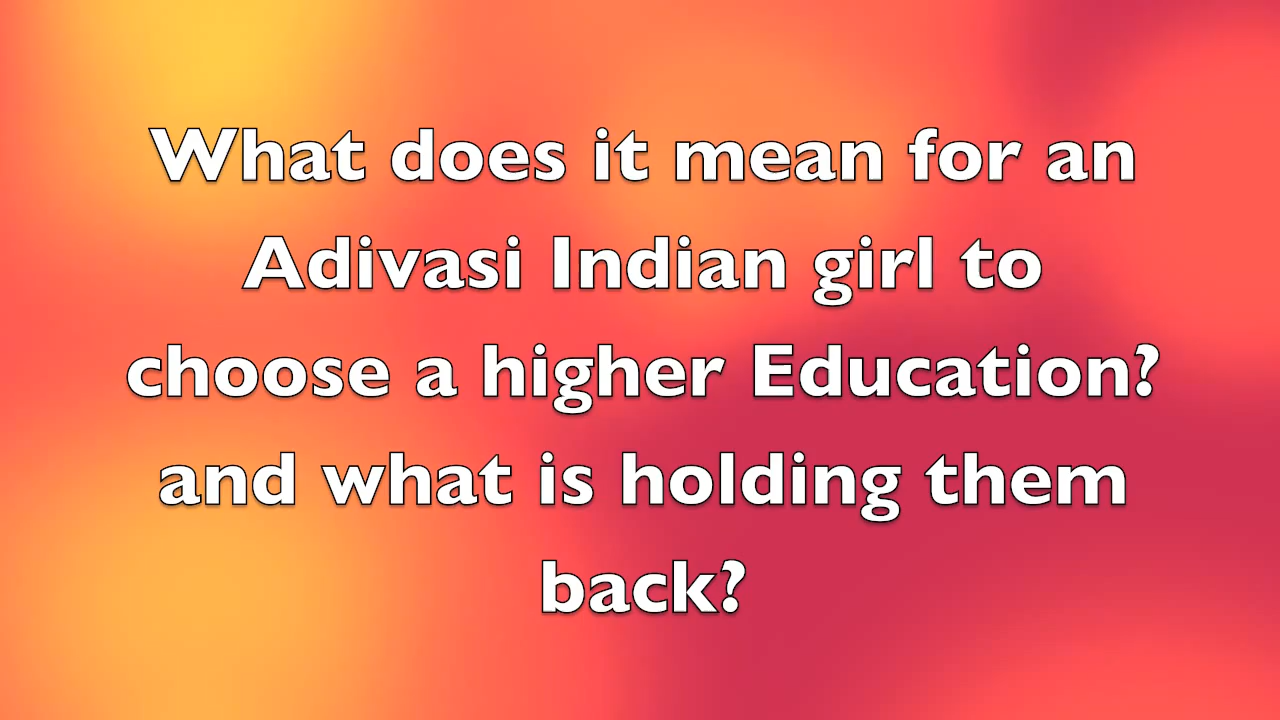 What does it mean for an
Adivasi Indian girl to
choose a higher Education?
and what is holding them
back?